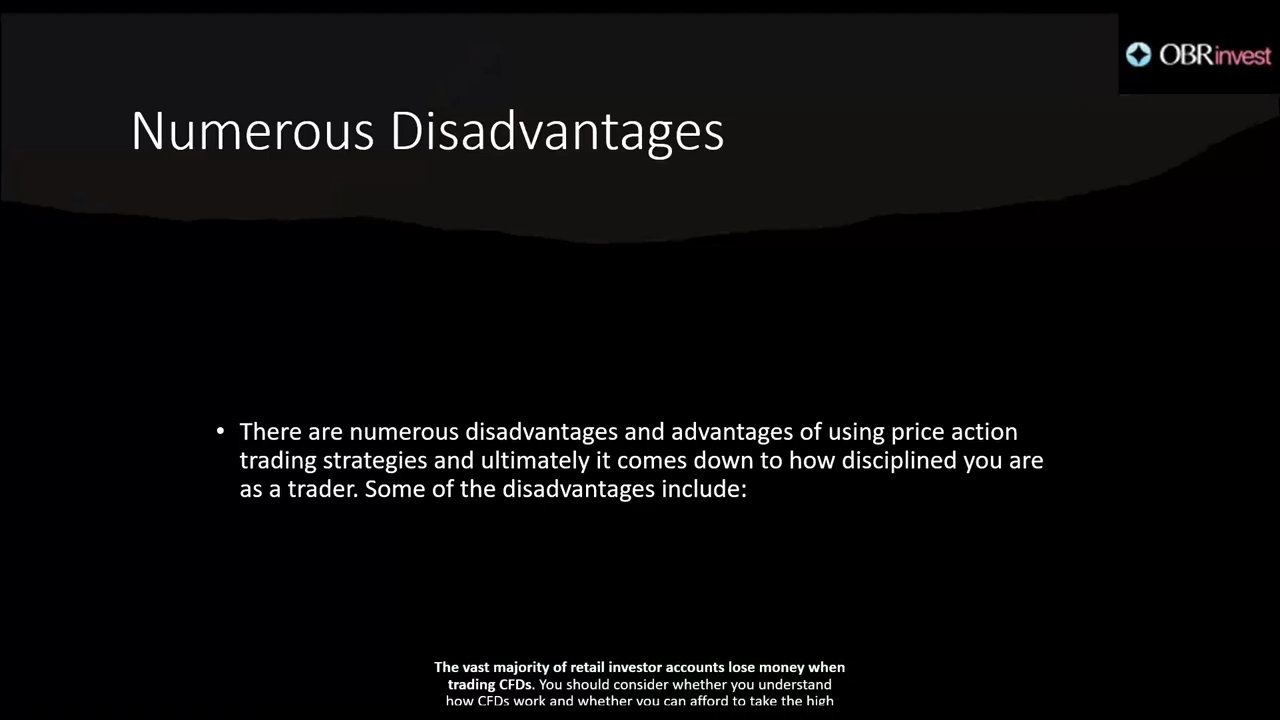 OBRinvest
Numerous Disadvantages
• There are numerous disadvantages and advantages of using price action
trading strategies and ultimately it comes down to how disciplined you are
as a trader. Some of the disadvantages include:
The vast majority of retail investor accounts lose money when
trading CFDs. You should consider whether you understand
how CFDs work and whether you can afford to take the high